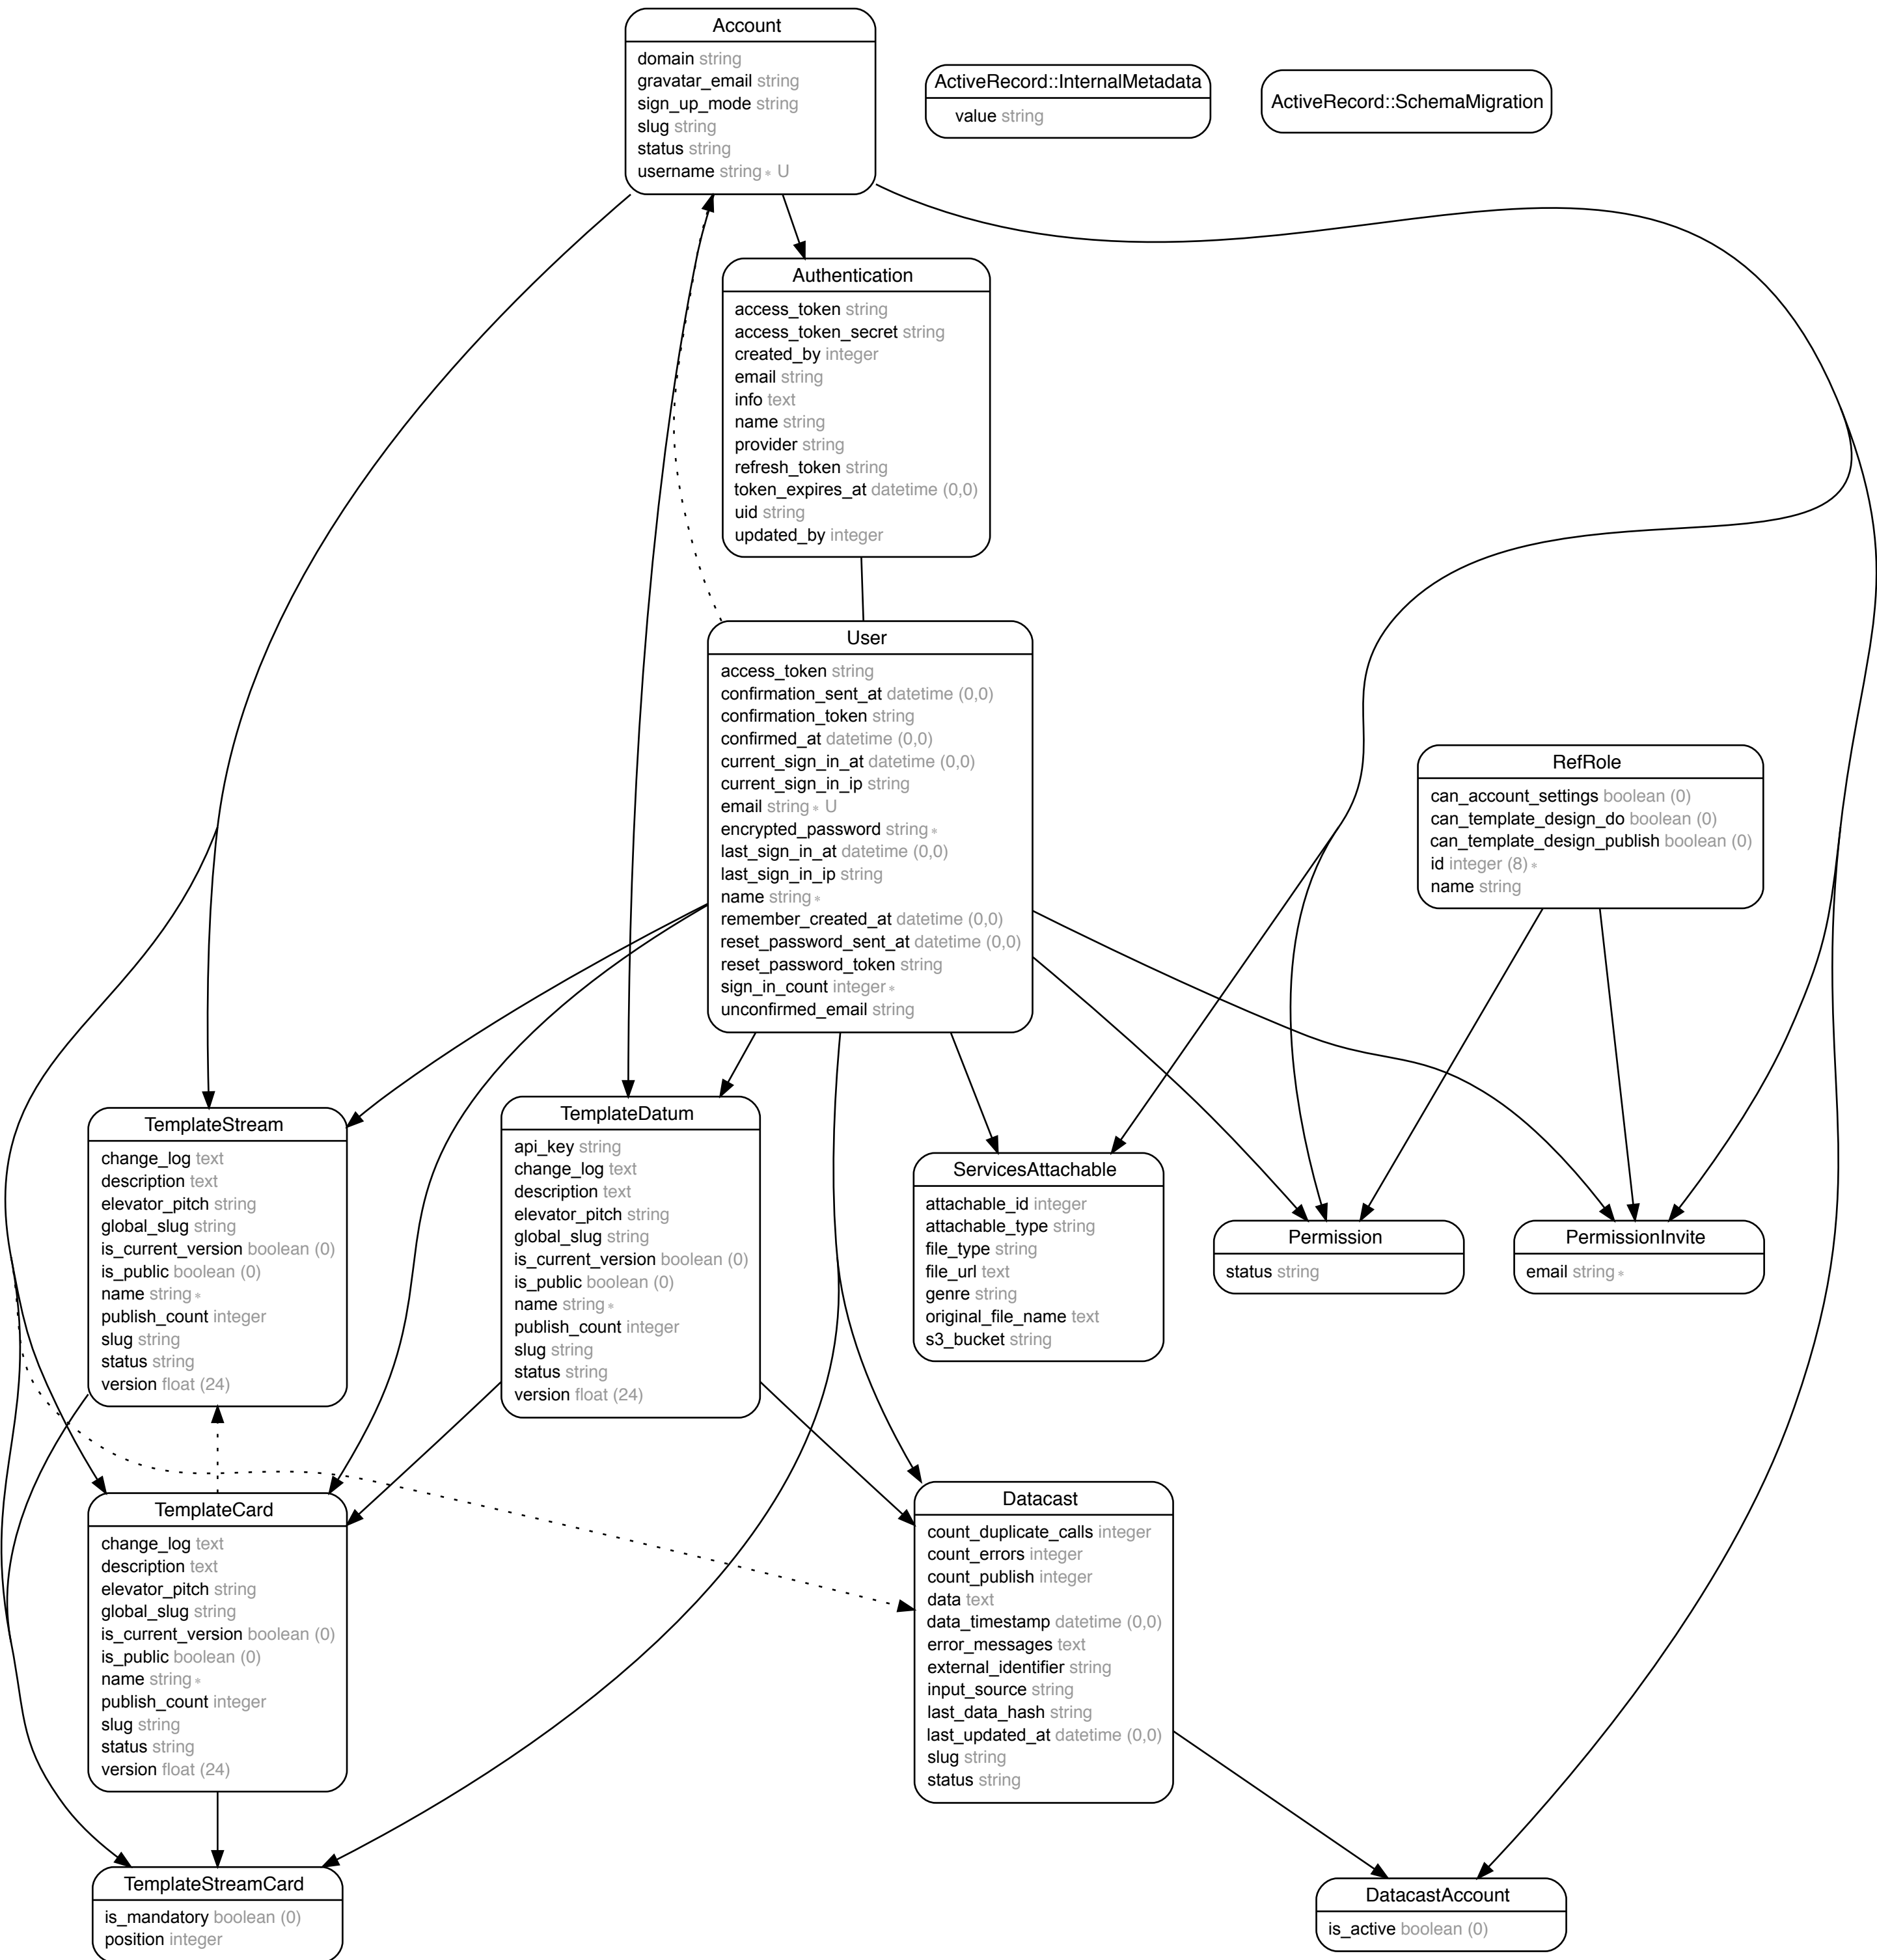 Account
domain string
gravatar_email string
sign_up_mode string
slug string
status string
username string∗ U
ActiveRecord::InternalMetadata
value string
ActiveRecord::SchemaMigration
Authentication
access_token string
access_token_secret string
created_by integer
email string
info text
name string
provider string
refresh_token string
token_expires_at datetime (0,0)
uid string
updated_by integer
User
access_token string
confirmation_sent_at datetime (0,0)
confirmation_token string
confirmed_at datetime (0,0)
current_sign_in_at datetime (0,0)
current_sign_in_ip string
email string∗ U
encrypted_password string∗
last_sign_in_at datetime (0,0)
last_sign_in_ip string
name string∗
remember_created_at datetime (0,0)
reset_password_sent_at datetime (0,0)
reset_password_token string
sign_in_count integer∗
unconfirmed_email string
RefRole
can_account_settings boolean (0)
can_template_design_do boolean (0)
can_template_design_publish boolean (0)
id integer (8)∗
name string
TemplateStream
change_log text
description text
elevator_pitch string
global_slug string
is_current_version boolean (0)
is_public boolean (0)
name string∗
publish_count integer
slug string
status string
version float (24)
TemplateDatum
api_key string
change_log text
description text
elevator_pitch string
global_slug string
is_current_version boolean (0)
is_public boolean (0)
name string∗
publish_count integer
slug string
status string
version float (24)
ServicesAttachable
attachable_id integer
attachable_type string
file_type string
file_url text
genre string
original_file_name text
s3_bucket string
Permission
status string
PermissionInvite
email string∗
TemplateCard
change_log text
description text
elevator_pitch string
global_slug string
is_current_version boolean (0)
is_public boolean (0)
name string∗
publish_count integer
slug string
status string
version float (24)
Datacast
count_duplicate_calls integer
count_errors integer
count_publish integer
data text
data_timestamp datetime (0,0)
error_messages text
external_identifier string
input_source string
last_data_hash string
last_updated_at datetime (0,0)
slug string
status string
TemplateStreamCard
is_mandatory boolean (0)
position integer
DatacastAccount
is_active boolean (0)